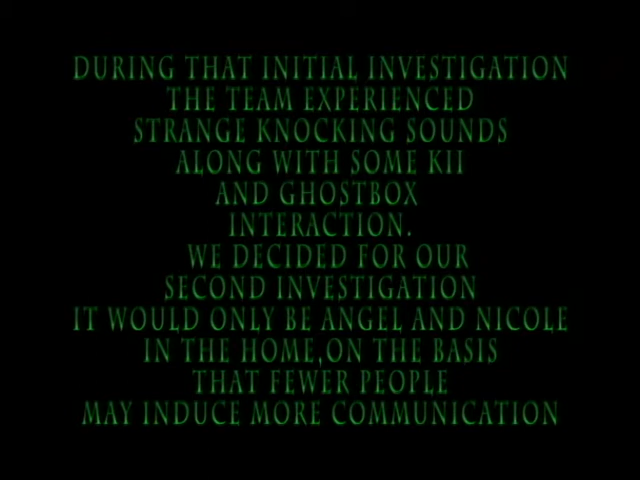 DURING THAT INITIAL INVESTIGATION
THE TEAM EXPERIENCED
STRANGE KNOCKING SOUNDS
ALONG WITH SOME KII
AND GHOSTBOX
INTERACTION.
WE DECIDED FOR OUR
SECOND INVESTIGATION
IT WOULD ONLY BE ANGEL AND NICOLE
IN THE HOME,ON THE BASIS
THAT FEWER PEOPLE
MAY INDUCE MORE COMMUNICATION